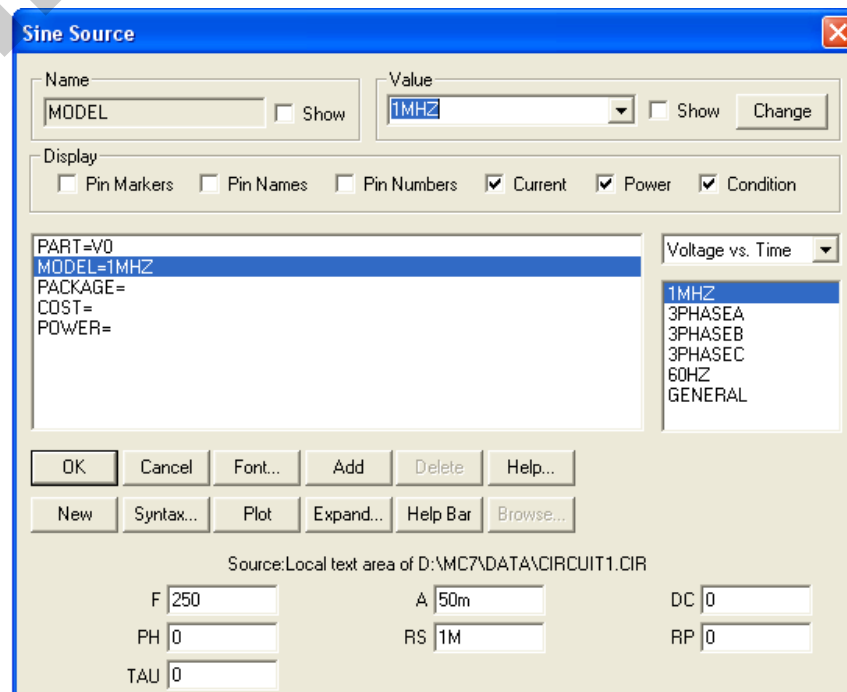 Sine Source
Name
Value
MODEL
Show
1MHZ
Show
Change
Display
Pin Markers
Pin Names
Pin Numbers
Current
Power
Condition
PART=V0
MODEL=1MHZ
PACKAGE=
COST=
POWER=
Voltage vs. Time
1MHZ
3PHASEA
3PHASEB
3PHASEC
60HZ
GENERAL
OK
Cancel
Font...
Add
Delete
Help...
New
Syntax...
Plot
Expand...
Help Bar
Browse...
Source:Local text area of D:\MC7\DATA\CIRCUIT1.CIR
F 250
A 50m
DC 0
PH 0
RS 1M
RP 0
TAU 0